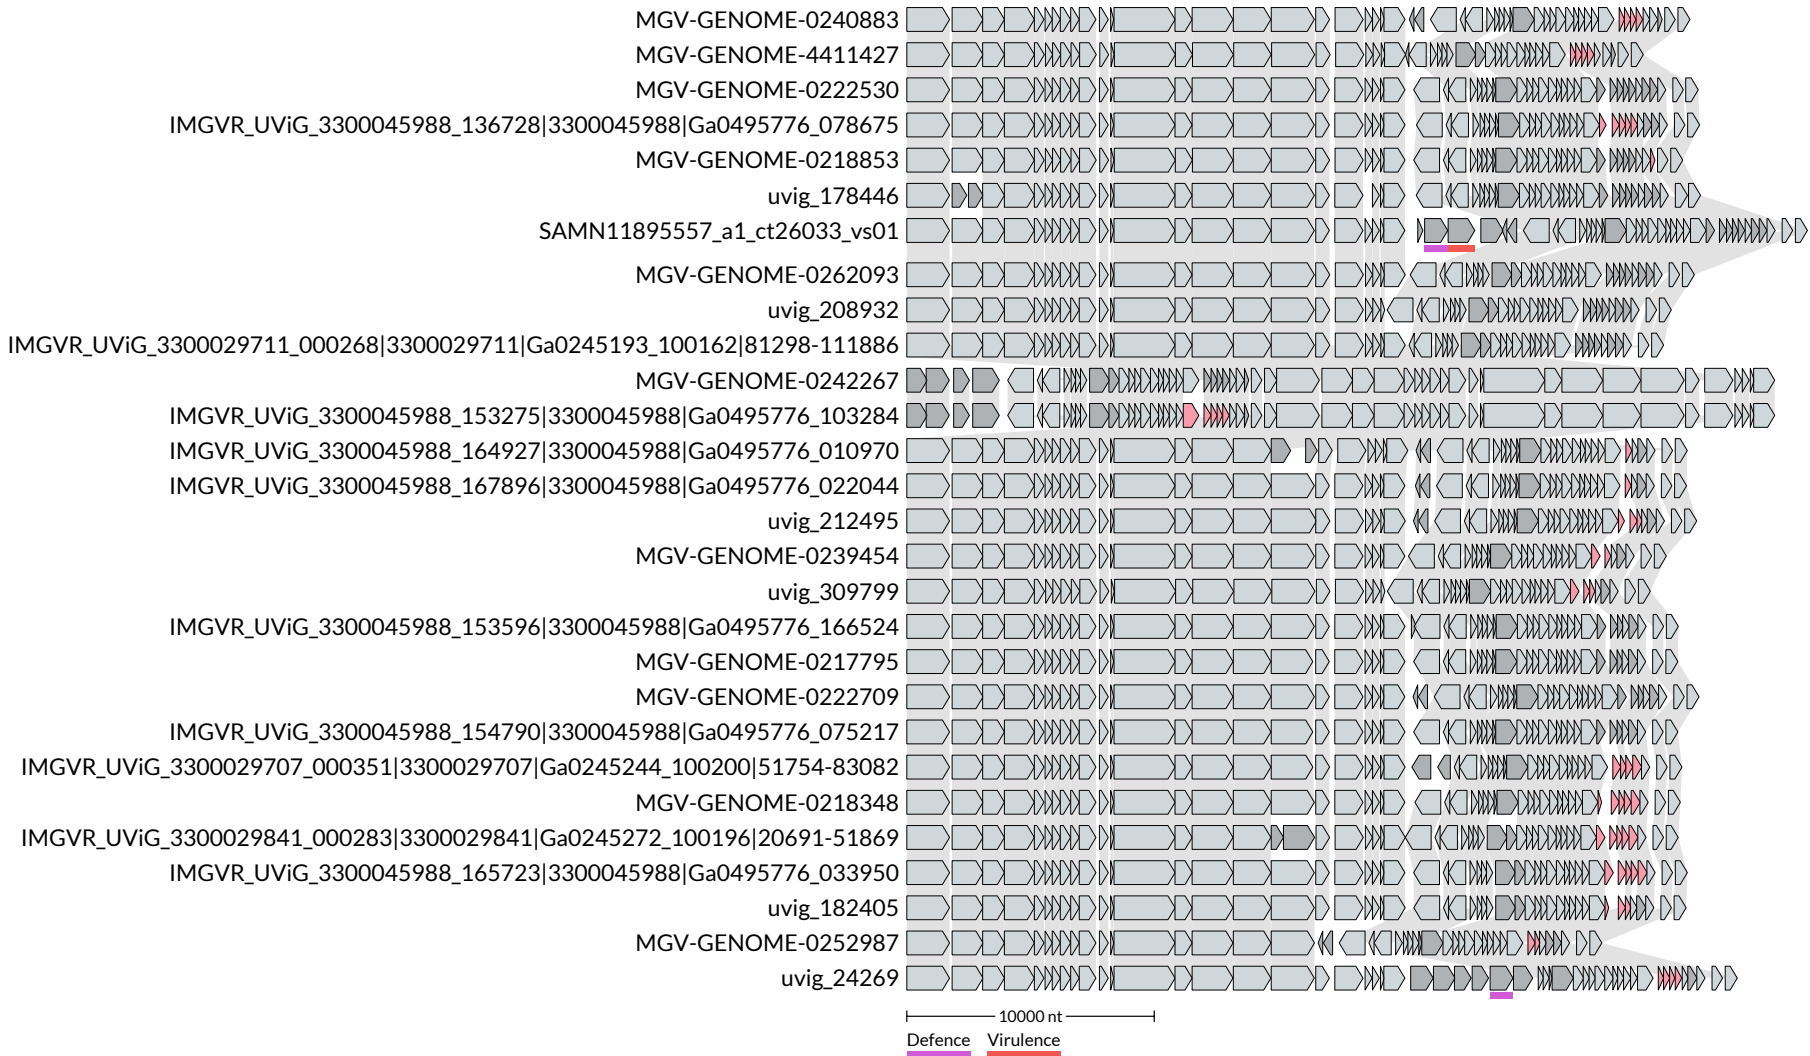 MGV-GENOME-0240883
MGV-GENOME-4411427
MGV-GENOME-0222530
IMGVR_UViG_3300045988_136728|3300045988|Ga0495776_078675
MGV-GENOME-0218853
uvig_178446
SAMN11895557_a1_ct26033_vs01
MGV-GENOME-0262093
uvig_208932
IMGVR_UViG_3300029711_000268|3300029711|Ga0245193_100162|81298-111886
MGV-GENOME-0242267
IMGVR_UViG_3300045988_153275|3300045988|Ga0495776_103284
IMGVR_UViG_3300045988_164927|3300045988|Ga0495776_010970
IMGVR_UViG_3300045988_167896|3300045988|Ga0495776_022044
uvig_212495
MGV-GENOME-0239454
uvig_309799
IMGVR_UViG_3300045988_153596|3300045988|Ga0495776_166524
MGV-GENOME-0217795
MGV-GENOME-0222709
IMGVR_UViG_3300045988_154790|3300045988|Ga0495776_075217
IMGVR_UViG_3300029707_000351|3300029707|Ga0245244_100200|51754-83082
MGV-GENOME-0218348
IMGVR_UViG_3300029841_000283|3300029841|Ga0245272_100196|20691-51869
IMGVR_UViG_3300045988_165723|3300045988|Ga0495776_033950
uvig_182405
MGV-GENOME-0252987
uvig_24269
10000 nt
Defence Virulence